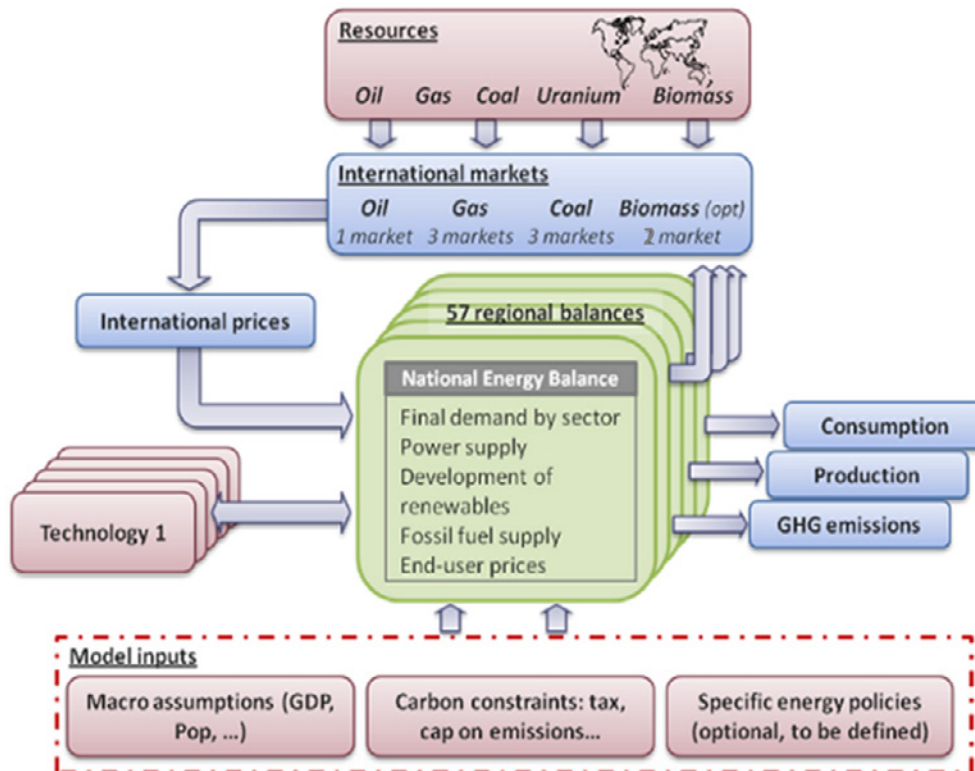 Resources
Oil Gas Coal Uranium Biomass
International markets
Oil Gas Coal Biomass (opt)
1 market 3 markets 3 markets 2 market
International prices
57 regional balances
National Energy Balance
Final demand by sector
Power supply
Development of
renewables
Fossil fuel supply
End-user prices
Consumption
Production
GHG emissions
Technology 1
Model inputs
Macro assumptions (GDP,
Pop, ...)
Carbon constraints: tax,
cap on emissions...
Specific energy policies
(optional, to be defined)